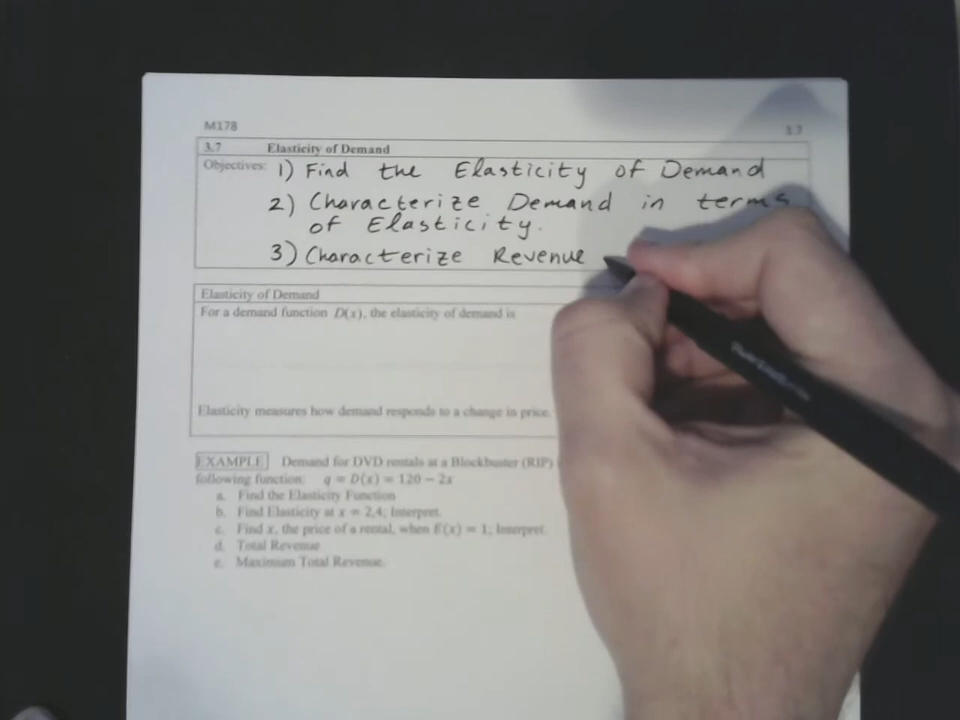 M178 3.7
3.7 Elasticity of Demand
Objectives: 1) Find the Elasticity of Demand
2) Characterize Demand in terms
of Elasticity.
3) Characterize Revenue
Elasticity of Demand
For a demand function D(x), the elasticity of demand is
Elasticity measures how demand responds to a change in price.
EXAMPLE Demand for DVD rentals at a Blockbuster (RIP)
following function: q = D(x) = 120 − 2x
a. Find the Elasticity Function
b. Find Elasticity at x = 2,4; Interpret.
c. Find x, the price of a rental, when E(x) = 1; Interpret.
d. Total Revenue
e. Maximum Total Revenue.